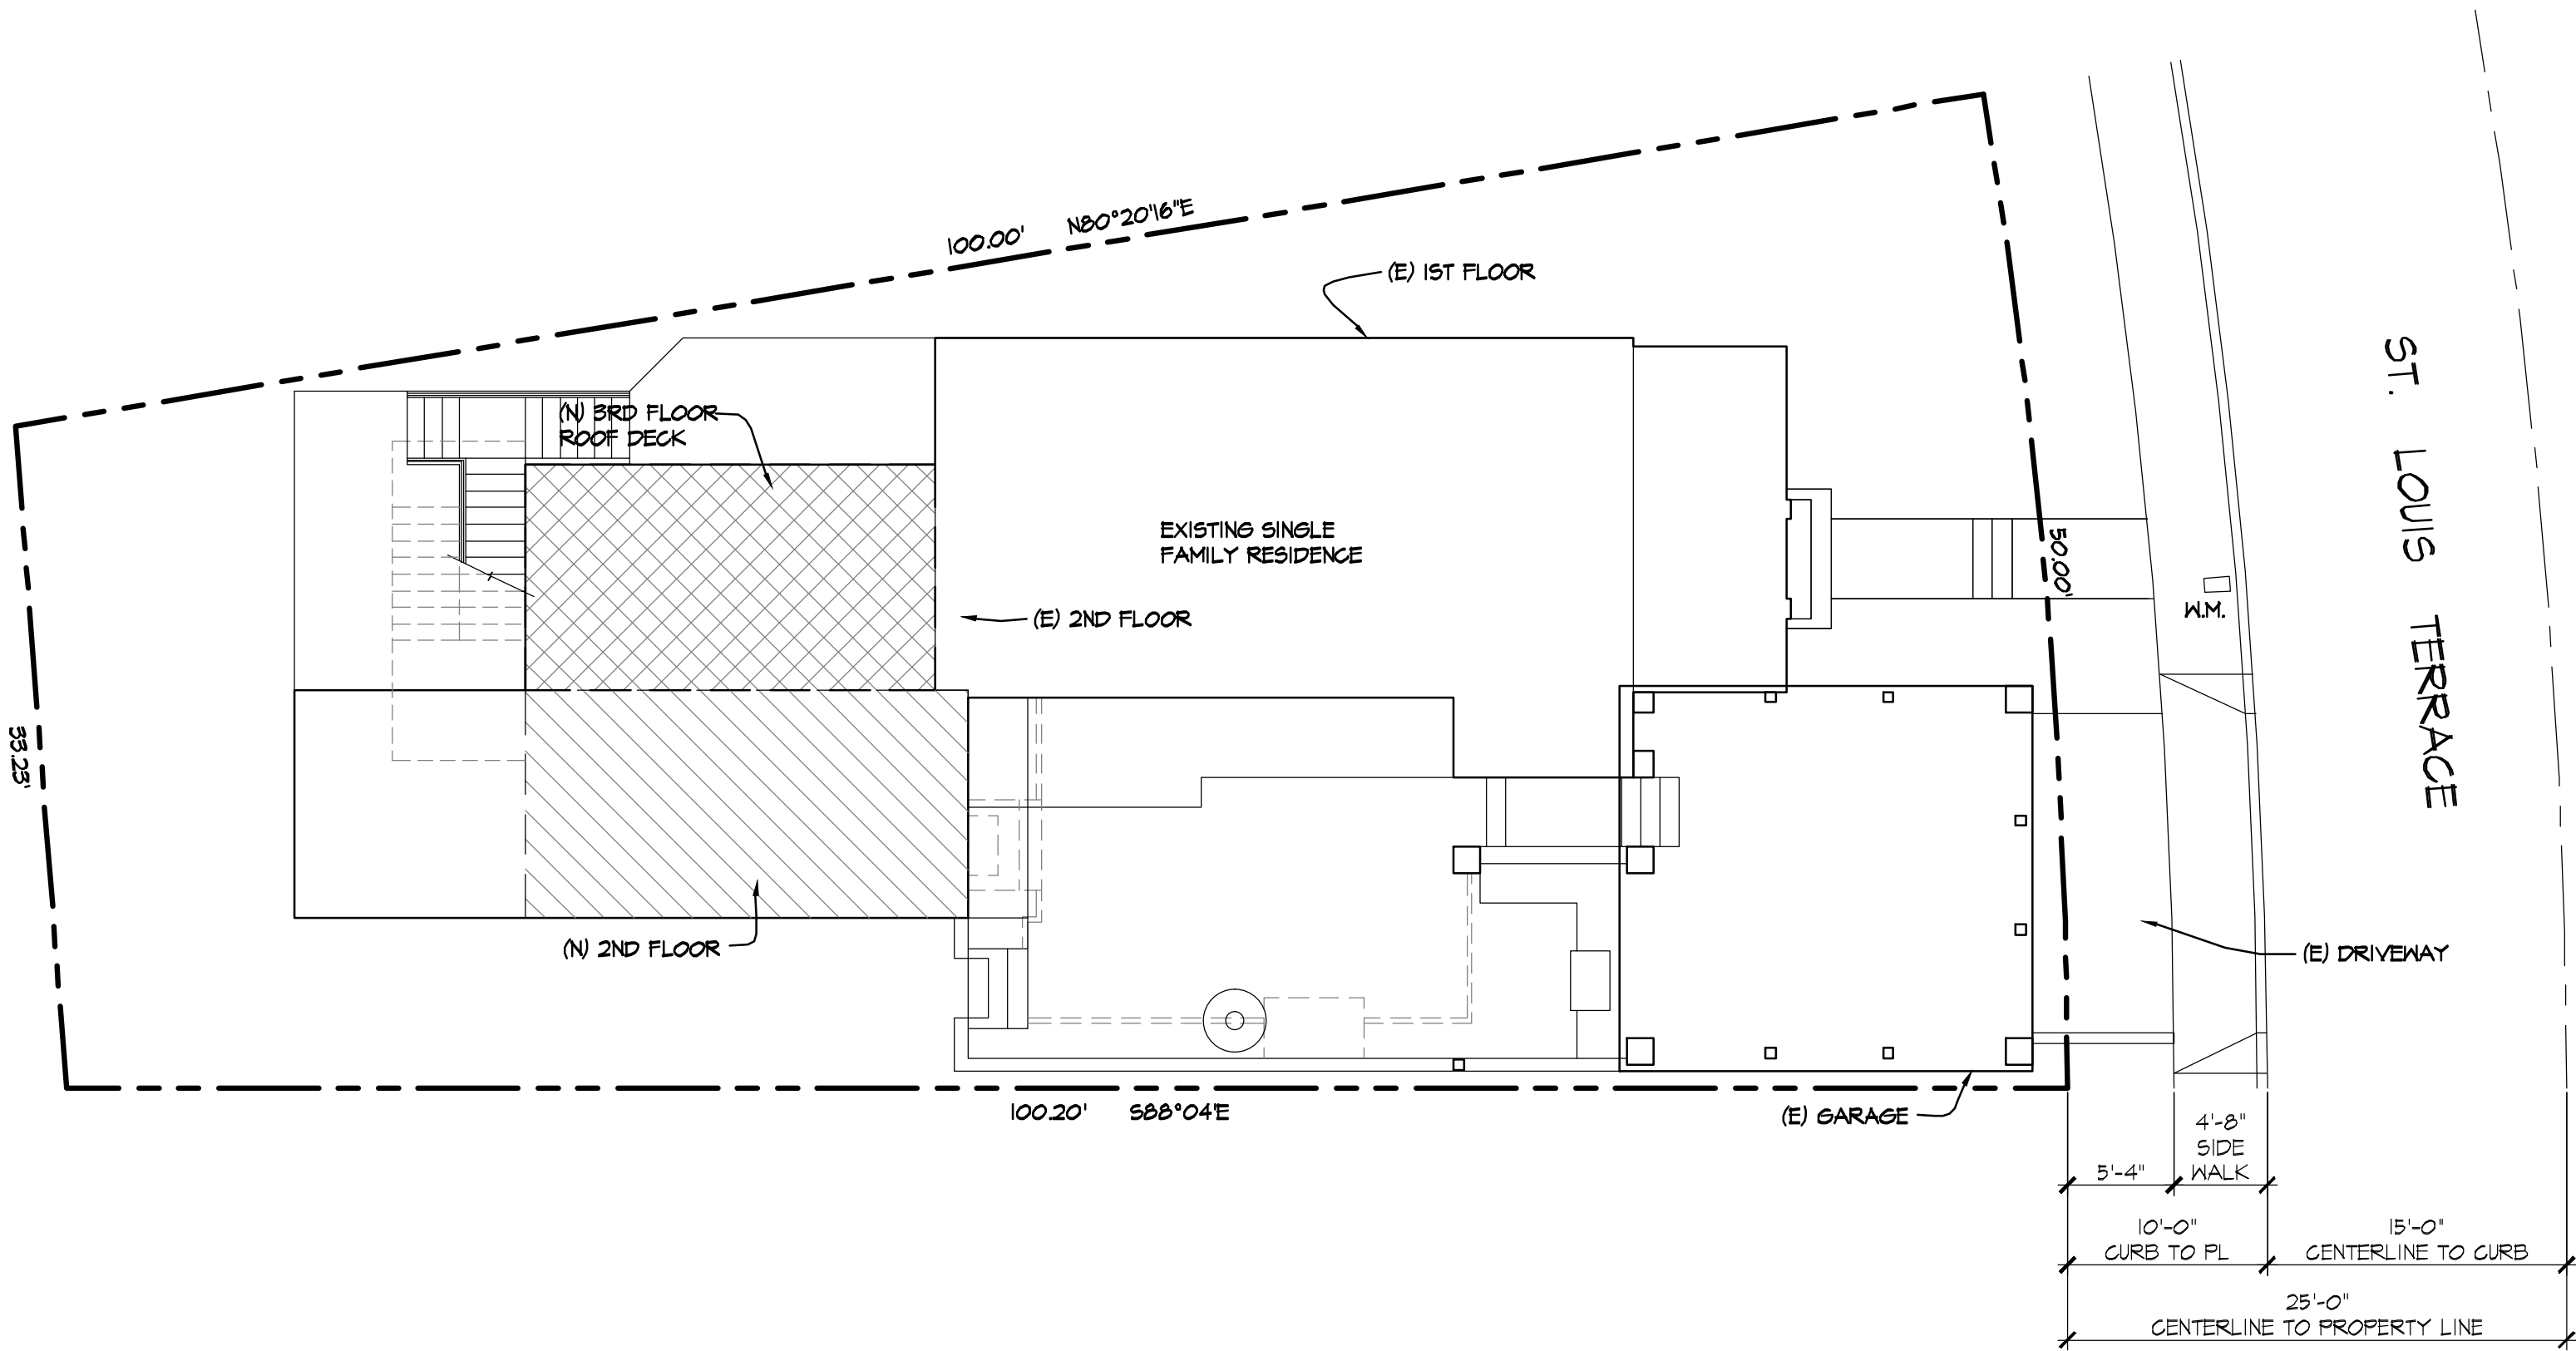 100.00' N80°20'16"E
(E) 1ST FLOOR
(N) 3RD FLOOR
ROOF DECK
EXISTING SINGLE
FAMILY RESIDENCE
(E) 2ND FLOOR
50.00'
W.M.
ST. LOUIS TERRACE
33.23'
(N) 2ND FLOOR
(E) DRIVEWAY
100.20' S88°04'E
(E) GARAGE
4'-8"
SIDE
WALK
5'-4"
10'-0"
CURB TO PL
15'-0"
CENTERLINE TO CURB
25'-0"
CENTERLINE TO PROPERTY LINE